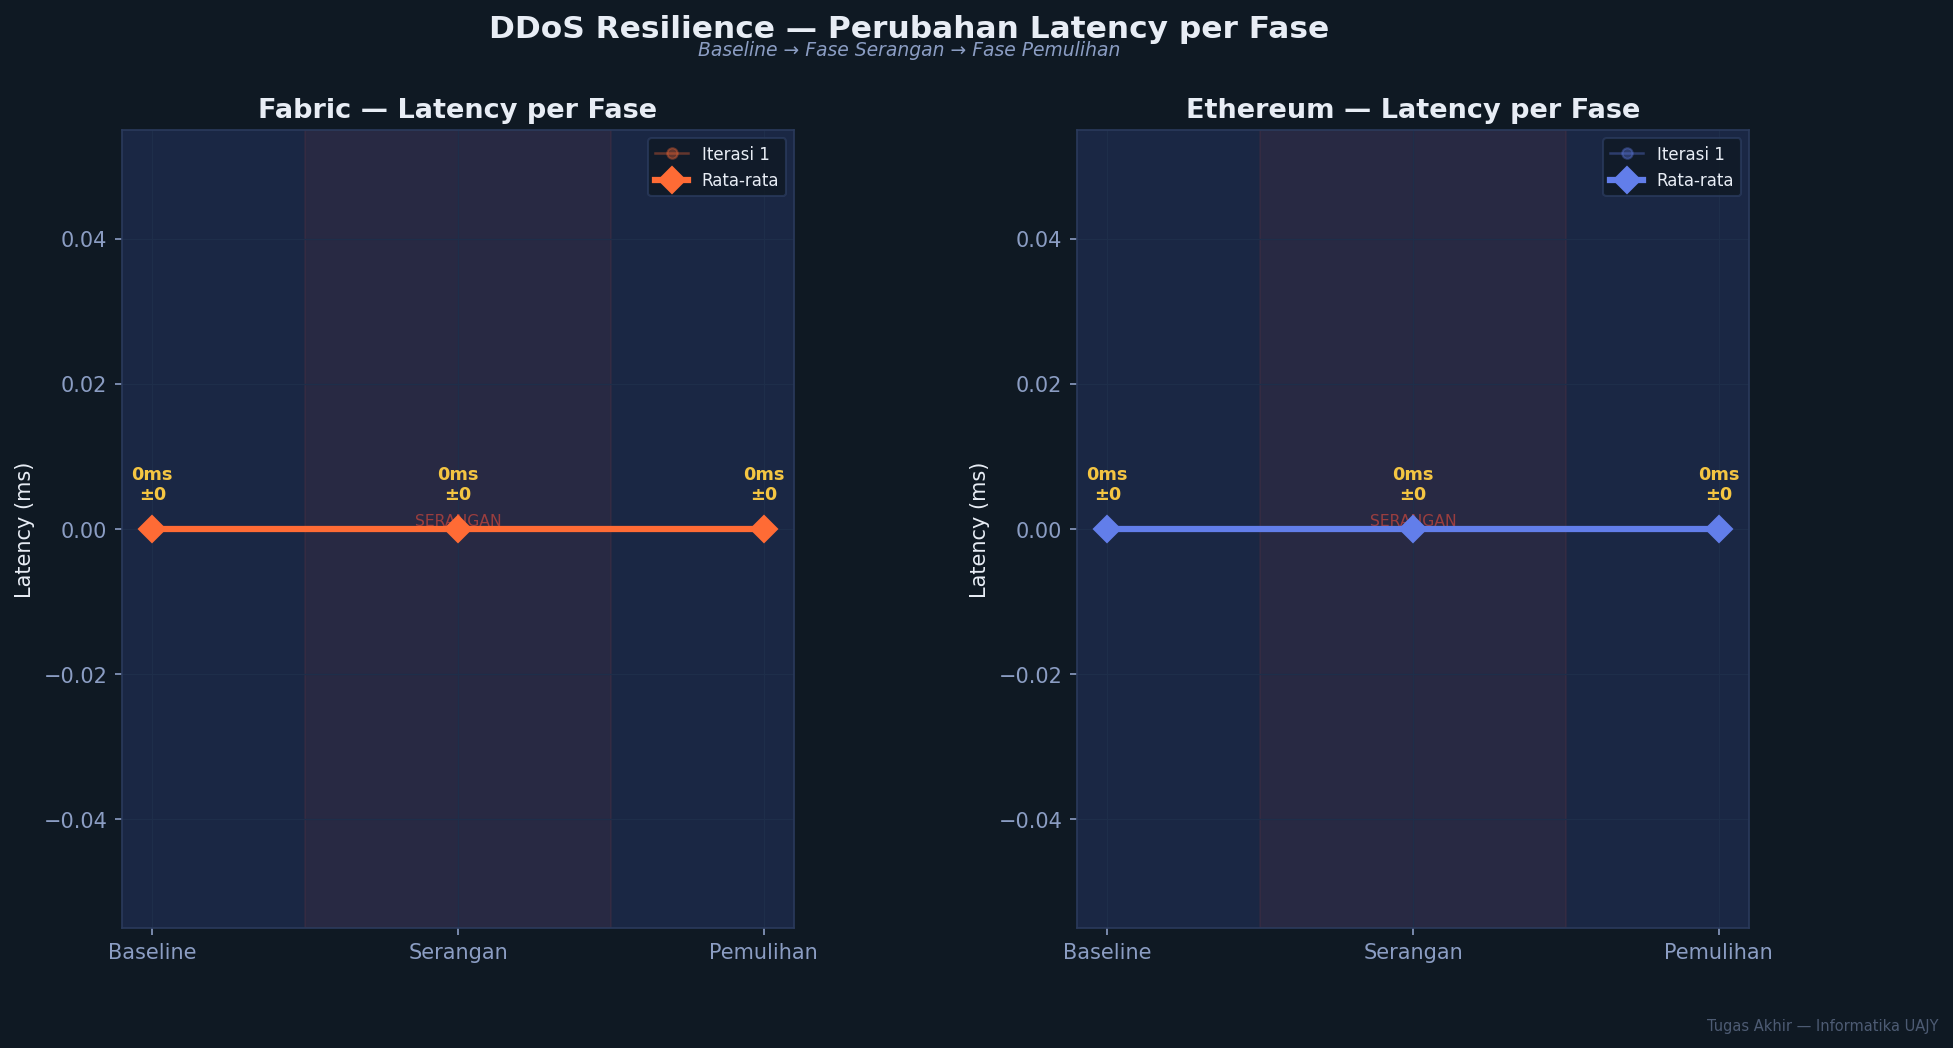 DDoS Resilience — Perubahan Latency per Fase
Baseline → Fase Serangan → Fase Pemulihan
Fabric — Latency per Fase
Iterasi 1
Rata-rata
Latency (ms)
0.04
0.02
0.00
−0.02
−0.04
0ms
±0
0ms
±0
0ms
±0
SERANGAN
Baseline
Serangan
Pemulihan
Ethereum — Latency per Fase
Iterasi 1
Rata-rata
Latency (ms)
0.04
0.02
0.00
−0.02
−0.04
0ms
±0
0ms
±0
0ms
±0
SERANGAN
Baseline
Serangan
Pemulihan
Tugas Akhir — Informatika UAJY